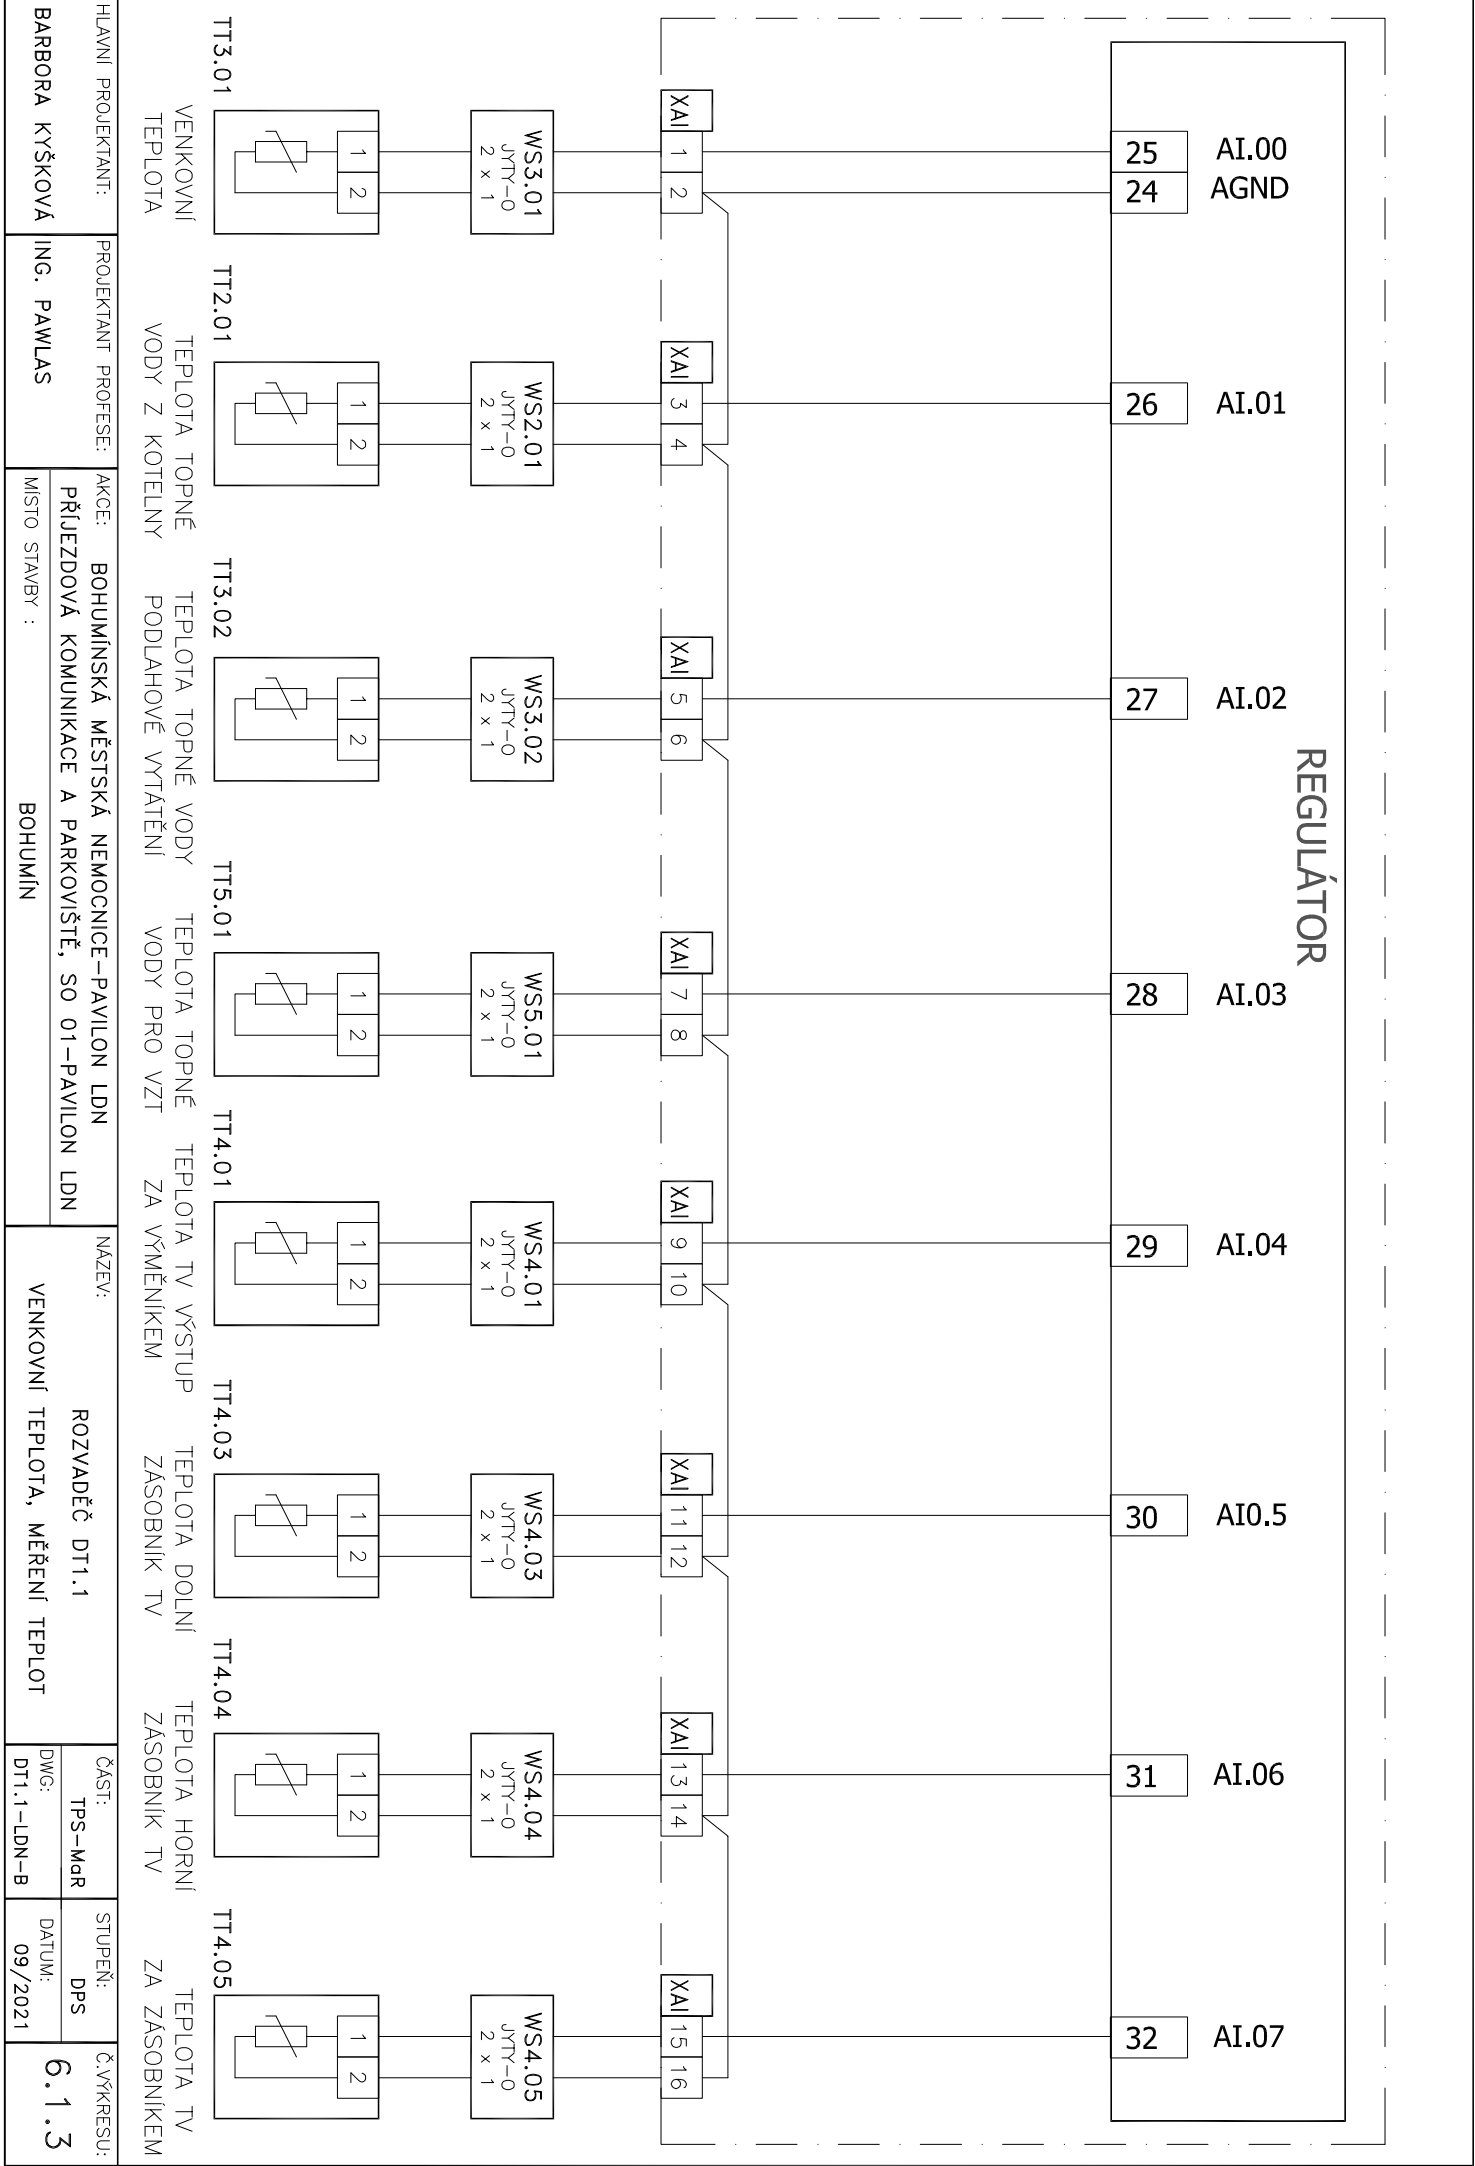 REGULÁTOR
AI.00
AGND
AI.01
AI.02
AI.03
AI.04
AI0.5
AI.06
AI.07
25
24
26
27
28
29
30
31
32
XAI 1 2
XAI 3 4
XAI 5 6
XAI 7 8
XAI 9 10
XAI 11 12
XAI 13 14
XAI 15 16
WS3.01
JYTY-O
2 x 1
WS2.01
JYTY-O
2 x 1
WS3.02
JYTY-O
2 x 1
WS5.01
JYTY-O
2 x 1
WS4.01
JYTY-O
2 x 1
WS4.03
JYTY-O
2 x 1
WS4.04
JYTY-O
2 x 1
WS4.05
JYTY-O
2 x 1
1 2
1 2
1 2
1 2
1 2
1 2
1 2
1 2
TT3.01
VENKOVNÍ
TEPLOTA
TT2.01
TEPLOTA TOPNÉ
VODY Z KOTELNY
TT3.02
TEPLOTA TOPNÉ VODY
PODLAHOVÉ VYTÁTĚNÍ
TT5.01
TEPLOTA TOPNÉ
VODY PRO VZT
TT4.01
TEPLOTA TV VÝSTUP
ZA VÝMĚNÍKEM
TT4.03
TEPLOTA DOLNÍ
ZÁSOBNÍK TV
TT4.04
TEPLOTA HORNÍ
ZÁSOBNÍK TV
TT4.05
TEPLOTA TV
ZA ZÁSOBNÍKEM
HLAVNÍ PROJEKTANT:
BARBORA KYŠKOVÁ
PROJEKTANT PROFESE:
ING. PAWLAS
AKCE: BOHUMÍNSKÁ MĚSTSKÁ NEMOCNICE-PAVILON LDN
PŘÍJEZDOVÁ KOMUNIKACE A PARKOVIŠTĚ, SO 01-PAVILON LDN
MÍSTO STAVBY :
BOHUMÍN
NÁZEV:
ROZVADĚČ DT1.1
VENKOVNÍ TEPLOTA, MĚŘENÍ TEPLOT
ČÁST:
TPS-MaR
DWG:
DT1.1-LDN-B
STUPEŇ:
DPS
DATUM:
09/2021
Č.VÝKRESU:
6.1.3